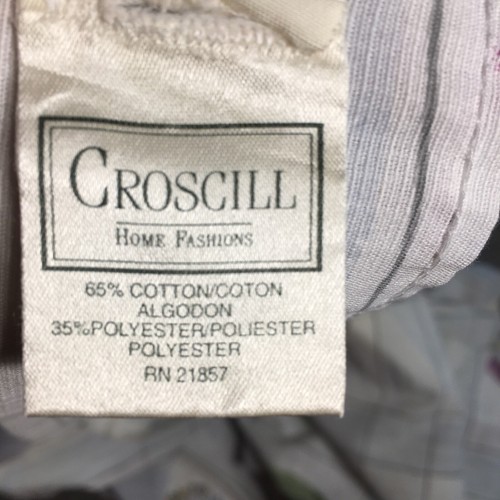 CROSCILL
HOME FASHIONS
65% COTTON/COTON
ALGODON
35%POLYESTER/POLIESTER
POLYESTER
RN 21857